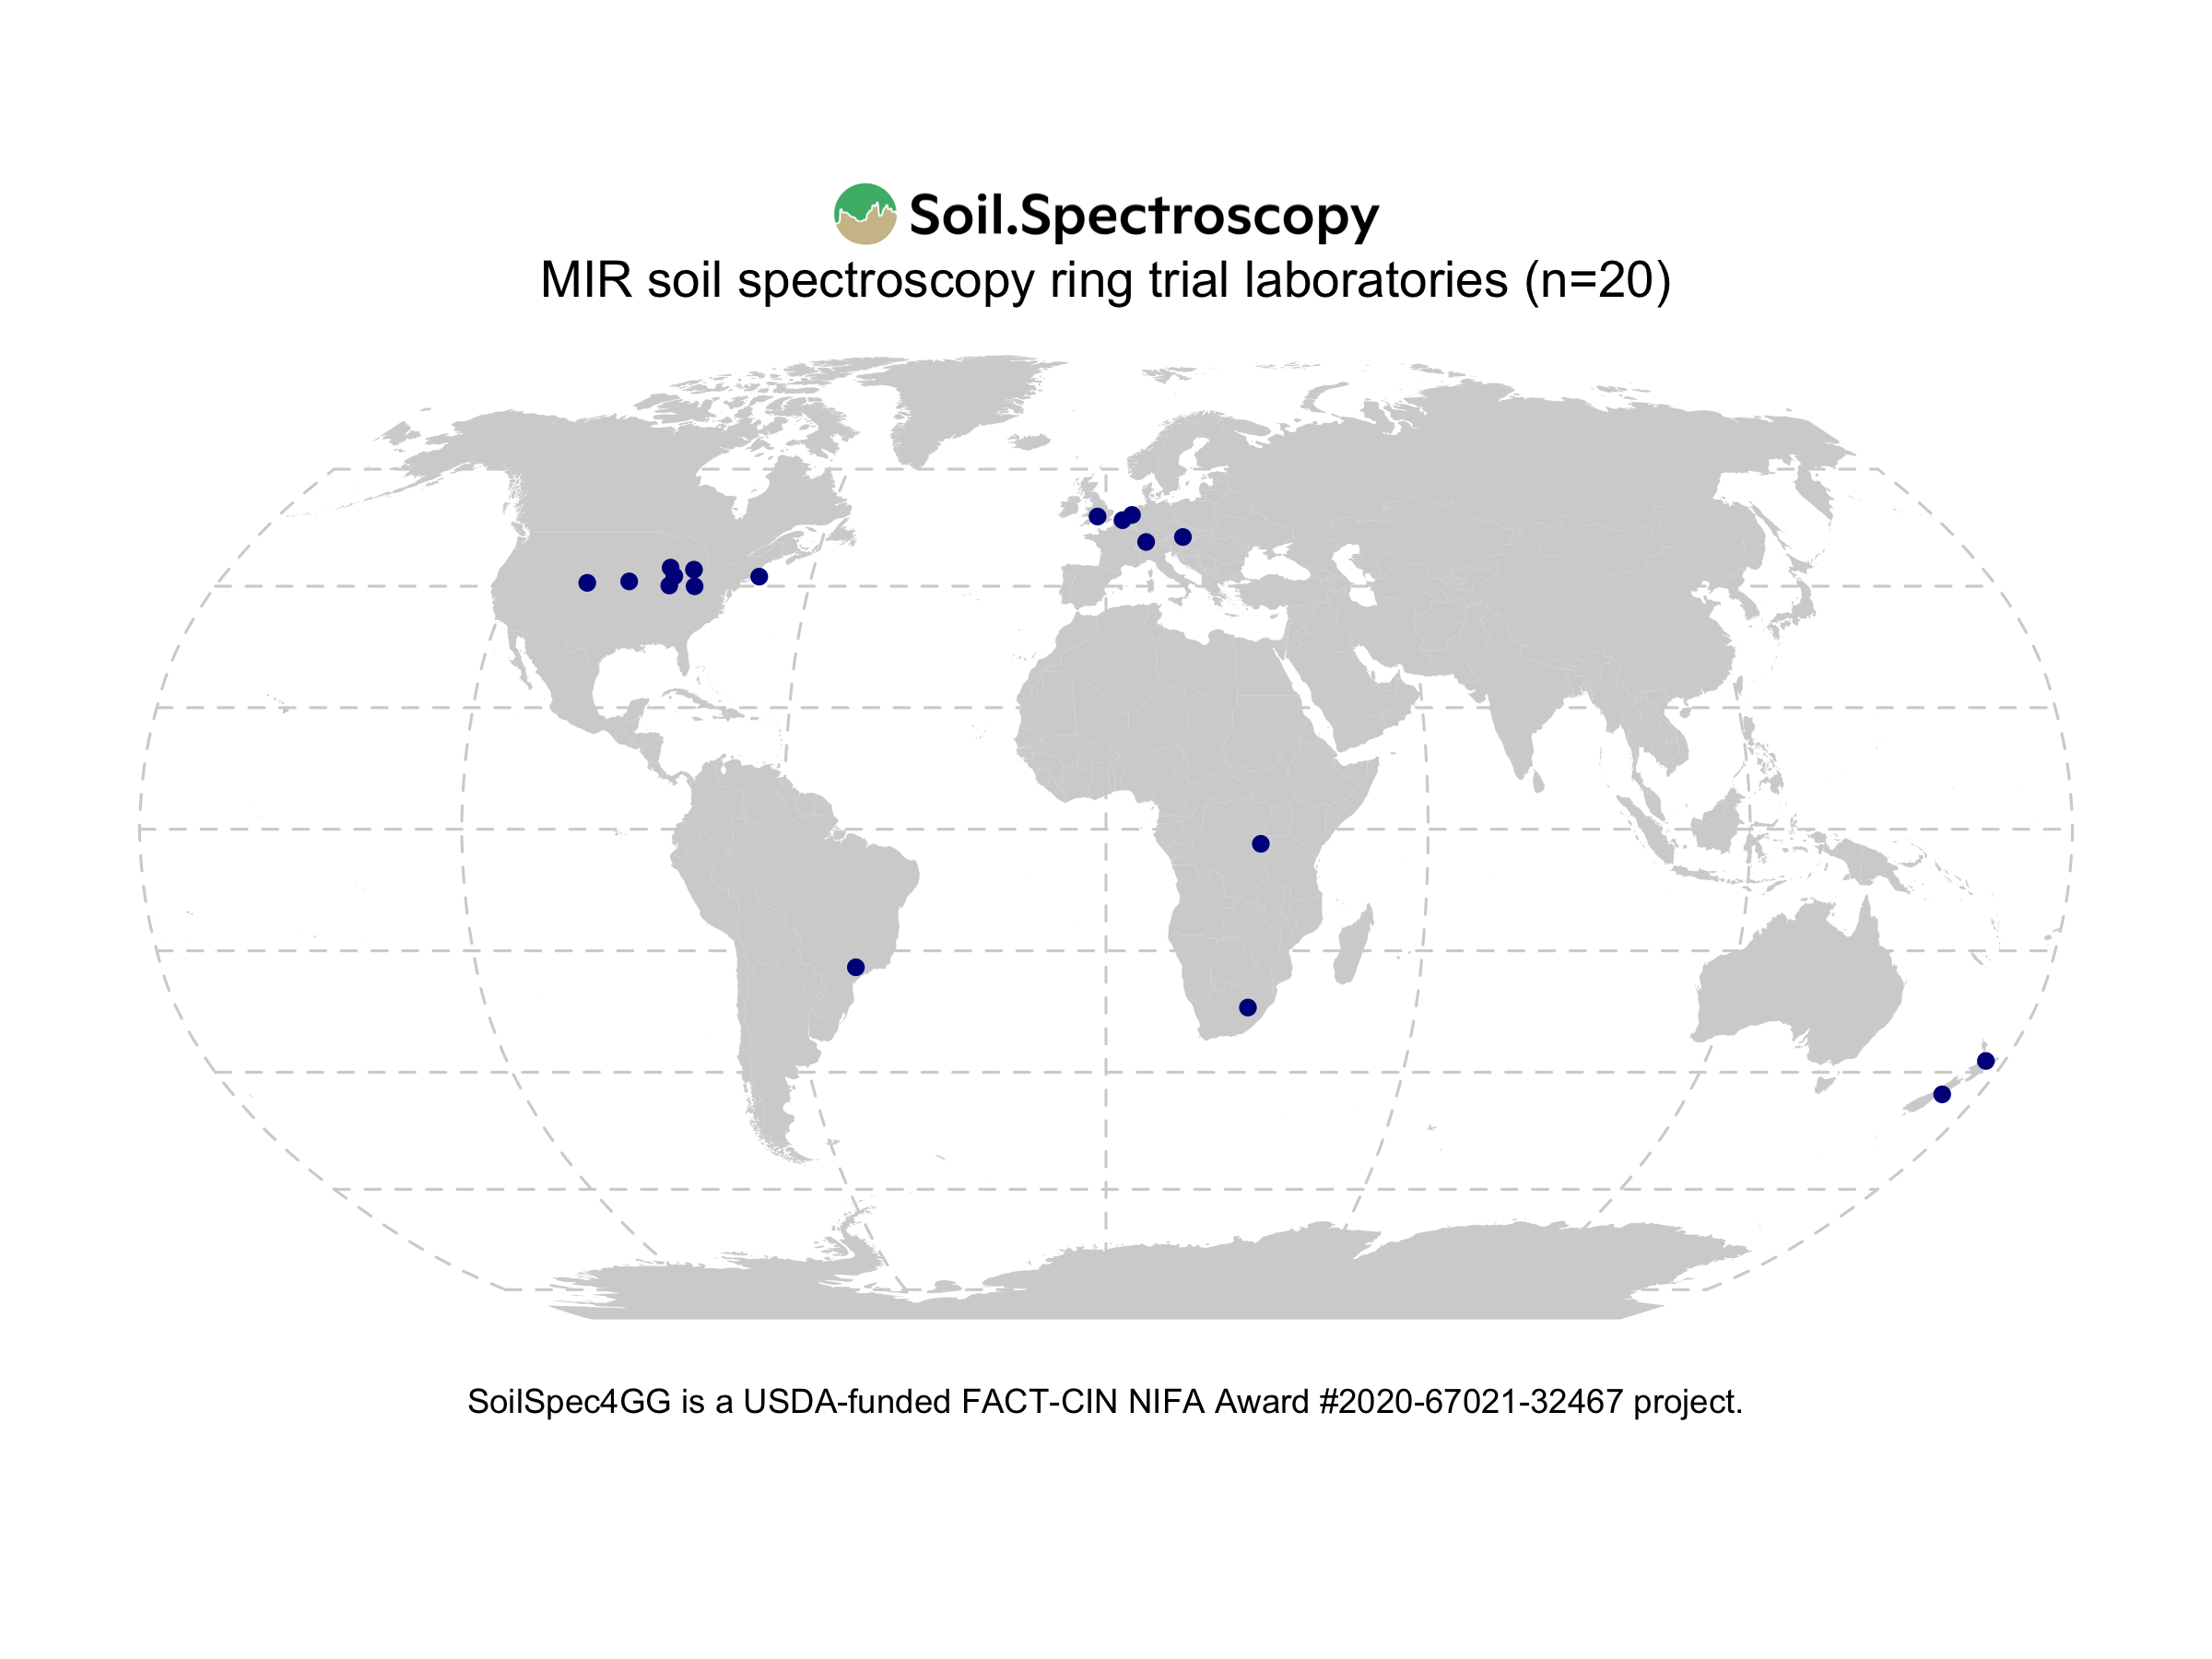 Soil.Spectroscopy
MIR soil spectroscopy ring trial laboratories (n=20)
SoilSpec4GG is a USDA-funded FACT-CIN NIFA Award #2020-67021-32467 project.